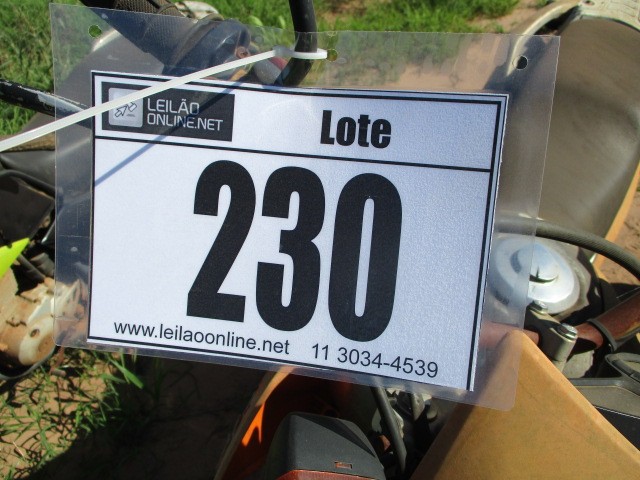 LEILÃO
ONLINE.NET
Lote
230
www.leilaoonline.net 11 3034-4539